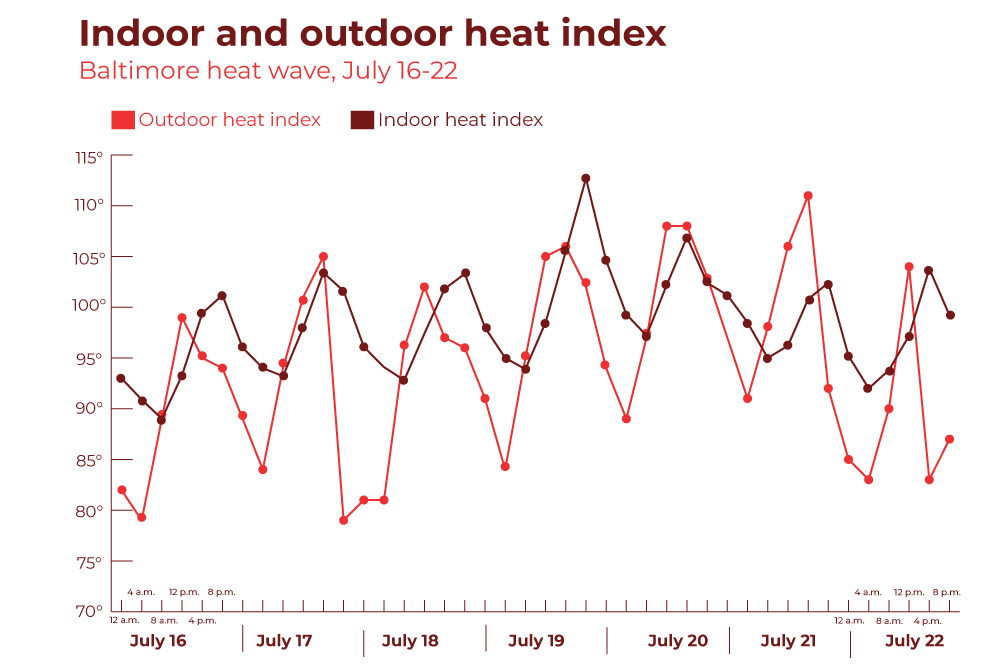 Indoor and outdoor heat index
Baltimore heat wave, July 16-22
Outdoor heat index Indoor heat index
115°
110°
105°
100°
95°
90°
85°
80°
75°
70°
4 a.m. 12 p.m. 8 p.m. 4 a.m. 12 p.m. 8 p.m.
12 a.m. 8 a.m. 4 p.m. 12 a.m. 8 a.m. 4 p.m.
July 16 July 17 July 18 July 19 July 20 July 21 July 22